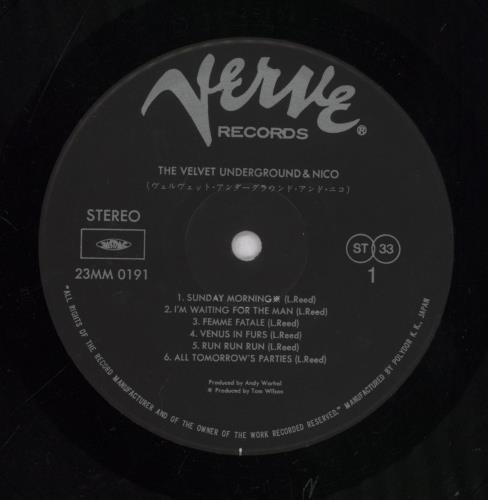 VERVE
RECORDS®
THE VELVET UNDERGROUND & NICO
(ヴェルヴェット・アンダーグラウンド・アンド・ニコ)
STEREO
23MM 0191
ST 33
1
1. SUNDAY MORNING※ (L.Reed)
2. I'M WAITING FOR THE MAN (L.Reed)
3. FEMME FATALE (L.Reed)
4. VENUS IN FURS (L.Reed)
5. RUN RUN RUN (L.Reed)
6. ALL TOMORROW'S PARTIES (L.Reed)
Produced by Andy Warhol
※ Produced by Tom Wilson
"ALL RIGHTS OF THE RECORD MANUFACTURER AND OF THE OWNER OF THE WORK RECORDED RESERVED." MANUFACTURED BY POLYDOR K.K., JAPAN